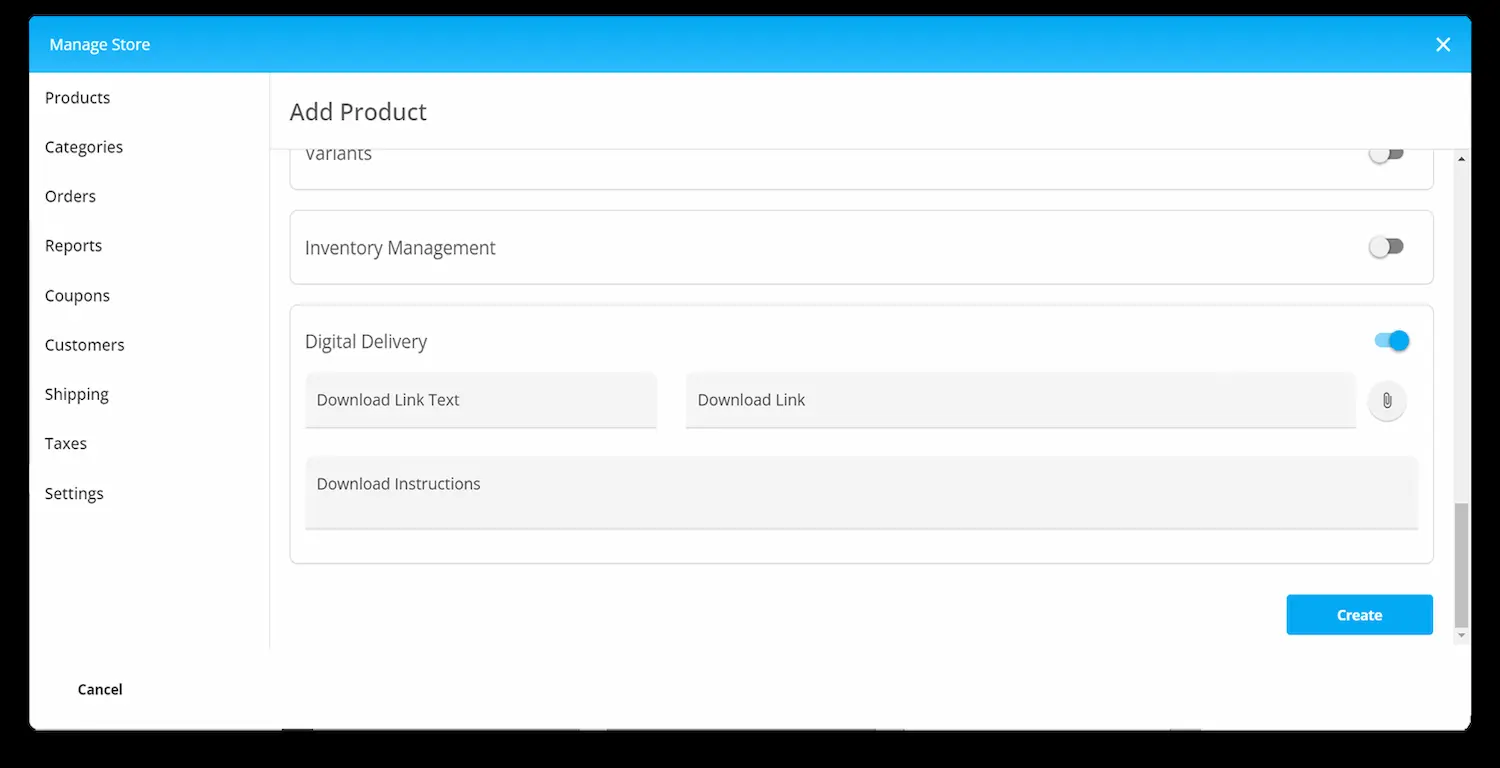 Manage Store
Products
Categories
Orders
Reports
Coupons
Customers
Shipping
Taxes
Settings
Cancel
Add Product
Variants
Inventory Management
Digital Delivery
Download Link Text
Download Link
Download Instructions
Create